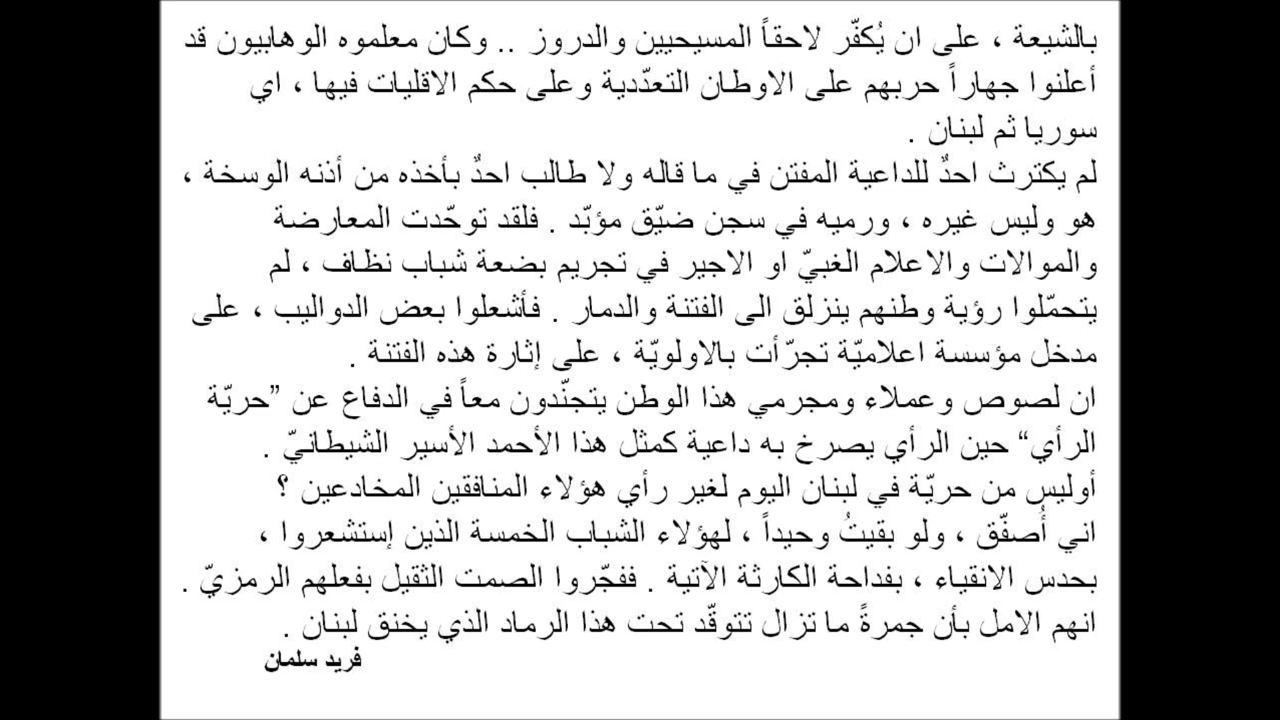 بالشيعة ، على ان يُكفّر لاحقاً المسيحيين والدروز .. وكان معلموه الوهابيون قد
أعلنوا جهاراً حربهم على الاوطان التعدّدية وعلى حكم الاقليات فيها ، اي
سوريا ثم لبنان .
لم يكترث احدٌ للداعية المفتن في ما قاله ولا طالب احدٌ بأخذه من أذنه الوسخة ،
هو وليس غيره ، ورميه في سجن ضيّق مؤبّد . فلقد توحّدت المعارضة
والموالات والاعلام الغبيّ او الاجير في تجريم بضعة شباب نظاف ، لم
يتحمّلوا رؤية وطنهم ينزلق الى الفتنة والدمار . فأشعلوا بعض الدواليب ، على
مدخل مؤسسة اعلاميّة تجرّأت بالاولويّة ، على إثارة هذه الفتنة .
ان لصوص وعملاء ومجرمي هذا الوطن يتجنّدون معاً في الدفاع عن ”حريّة
الرأي“ حين الرأي يصرخ به داعية كمثل هذا الأحمد الأسير الشيطانيّ .
أوليس من حريّة في لبنان اليوم لغير رأي هؤلاء المنافقين المخادعين ؟
اني أُصفّق ، ولو بقيتُ وحيداً ، لهؤلاء الشباب الخمسة الذين إستشعروا ،
بحدس الانقياء ، بفداحة الكارثة الآتية . ففجّروا الصمت الثقيل بفعلهم الرمزيّ .
انهم الامل بأن جمرةً ما تزال تتوقّد تحت هذا الرماد الذي يخنق لبنان .
فريد سلمان